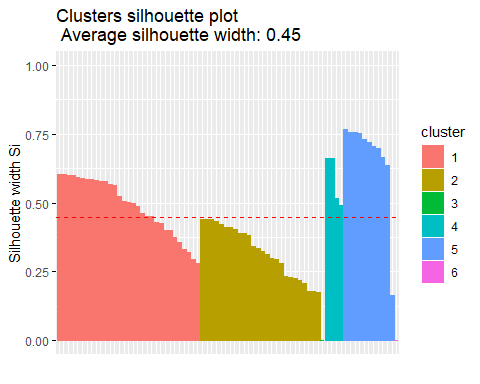 Clusters silhouette plot
Average silhouette width: 0.45
1.00
0.75
0.50
0.25
0.00
Silhouette width Si
cluster
1
2
3
4
5
6